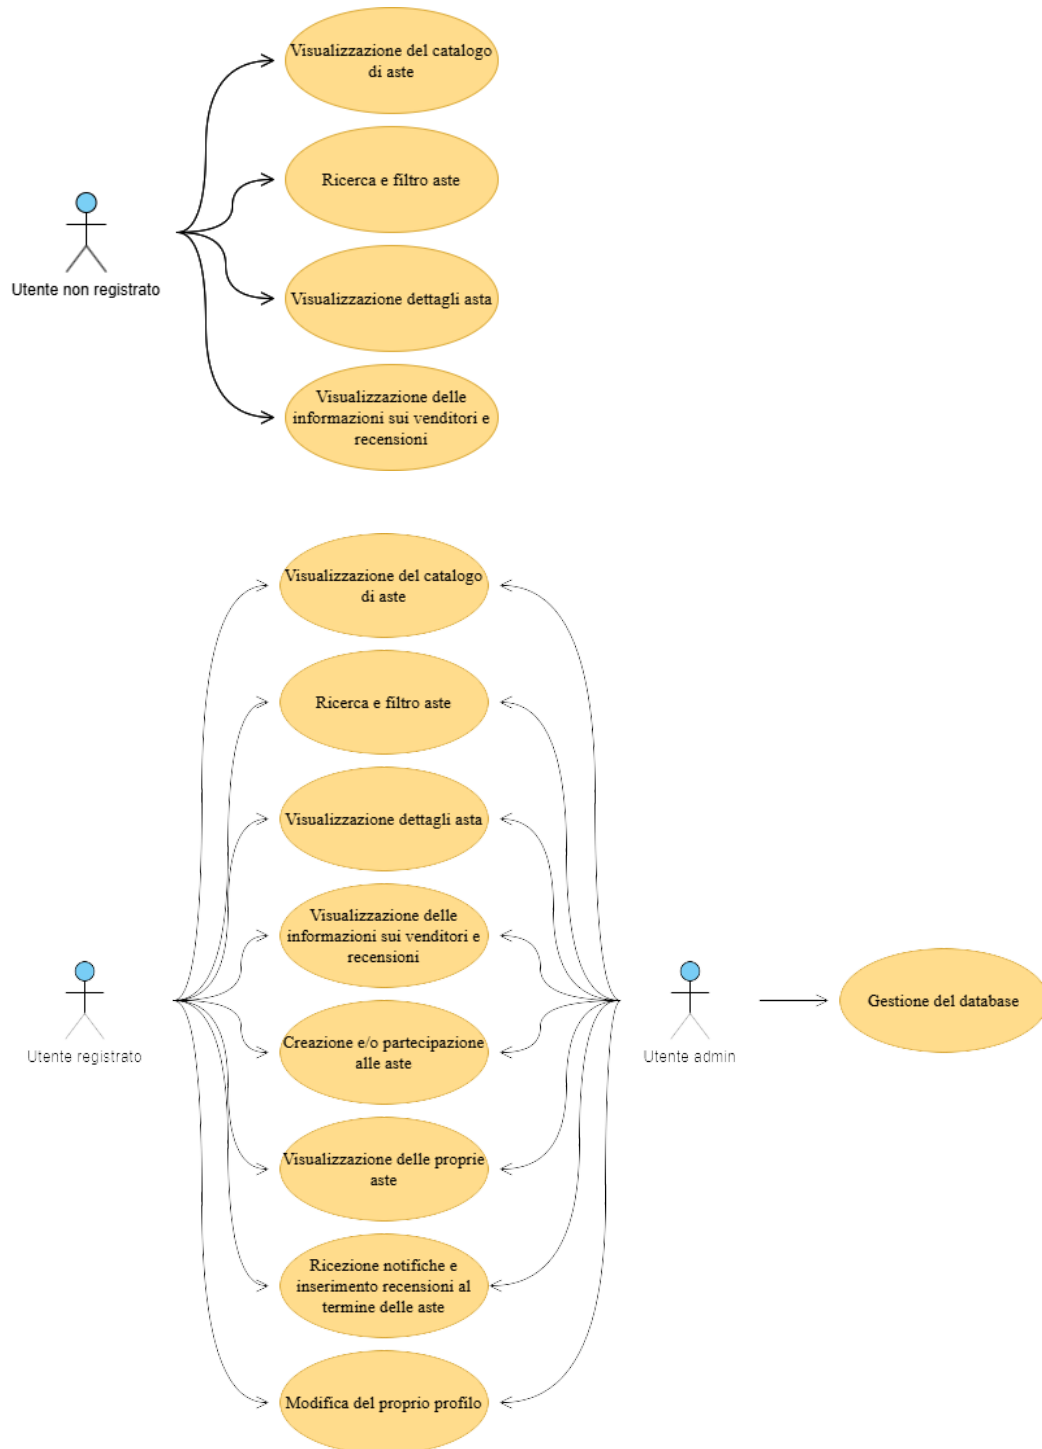 Visualizzazione del catalogo
di aste
Ricerca e filtro aste
Utente non registrato
Visualizzazione dettagli asta
Visualizzazione delle
informazioni sui venditori e
recensioni
Visualizzazione del catalogo
di aste
Ricerca e filtro aste
Visualizzazione dettagli asta
Visualizzazione delle
informazioni sui venditori e
recensioni
Utente registrato
Creazione e/o partecipazione
alle aste
Utente admin
Gestione del database
Visualizzazione delle proprie
aste
Ricezione notifiche e
inserimento recensioni al
termine delle aste
Modifica del proprio profilo